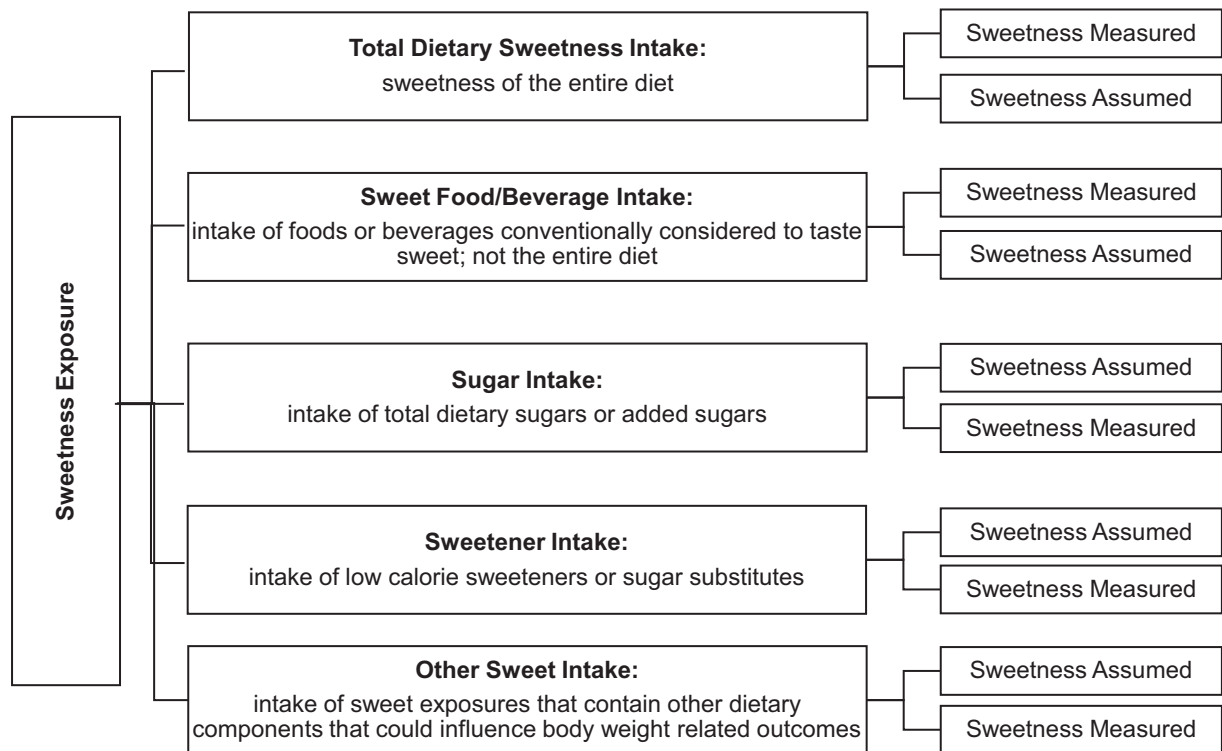 Sweetness Exposure
Total Dietary Sweetness Intake:
sweetness of the entire diet
Sweetness Measured
Sweetness Assumed
Sweet Food/Beverage Intake:
intake of foods or beverages conventionally considered to taste
sweet; not the entire diet
Sweetness Measured
Sweetness Assumed
Sugar Intake:
intake of total dietary sugars or added sugars
Sweetness Assumed
Sweetness Measured
Sweetener Intake:
intake of low calorie sweeteners or sugar substitutes
Sweetness Assumed
Sweetness Measured
Other Sweet Intake:
intake of sweet exposures that contain other dietary
components that could influence body weight related outcomes
Sweetness Assumed
Sweetness Measured